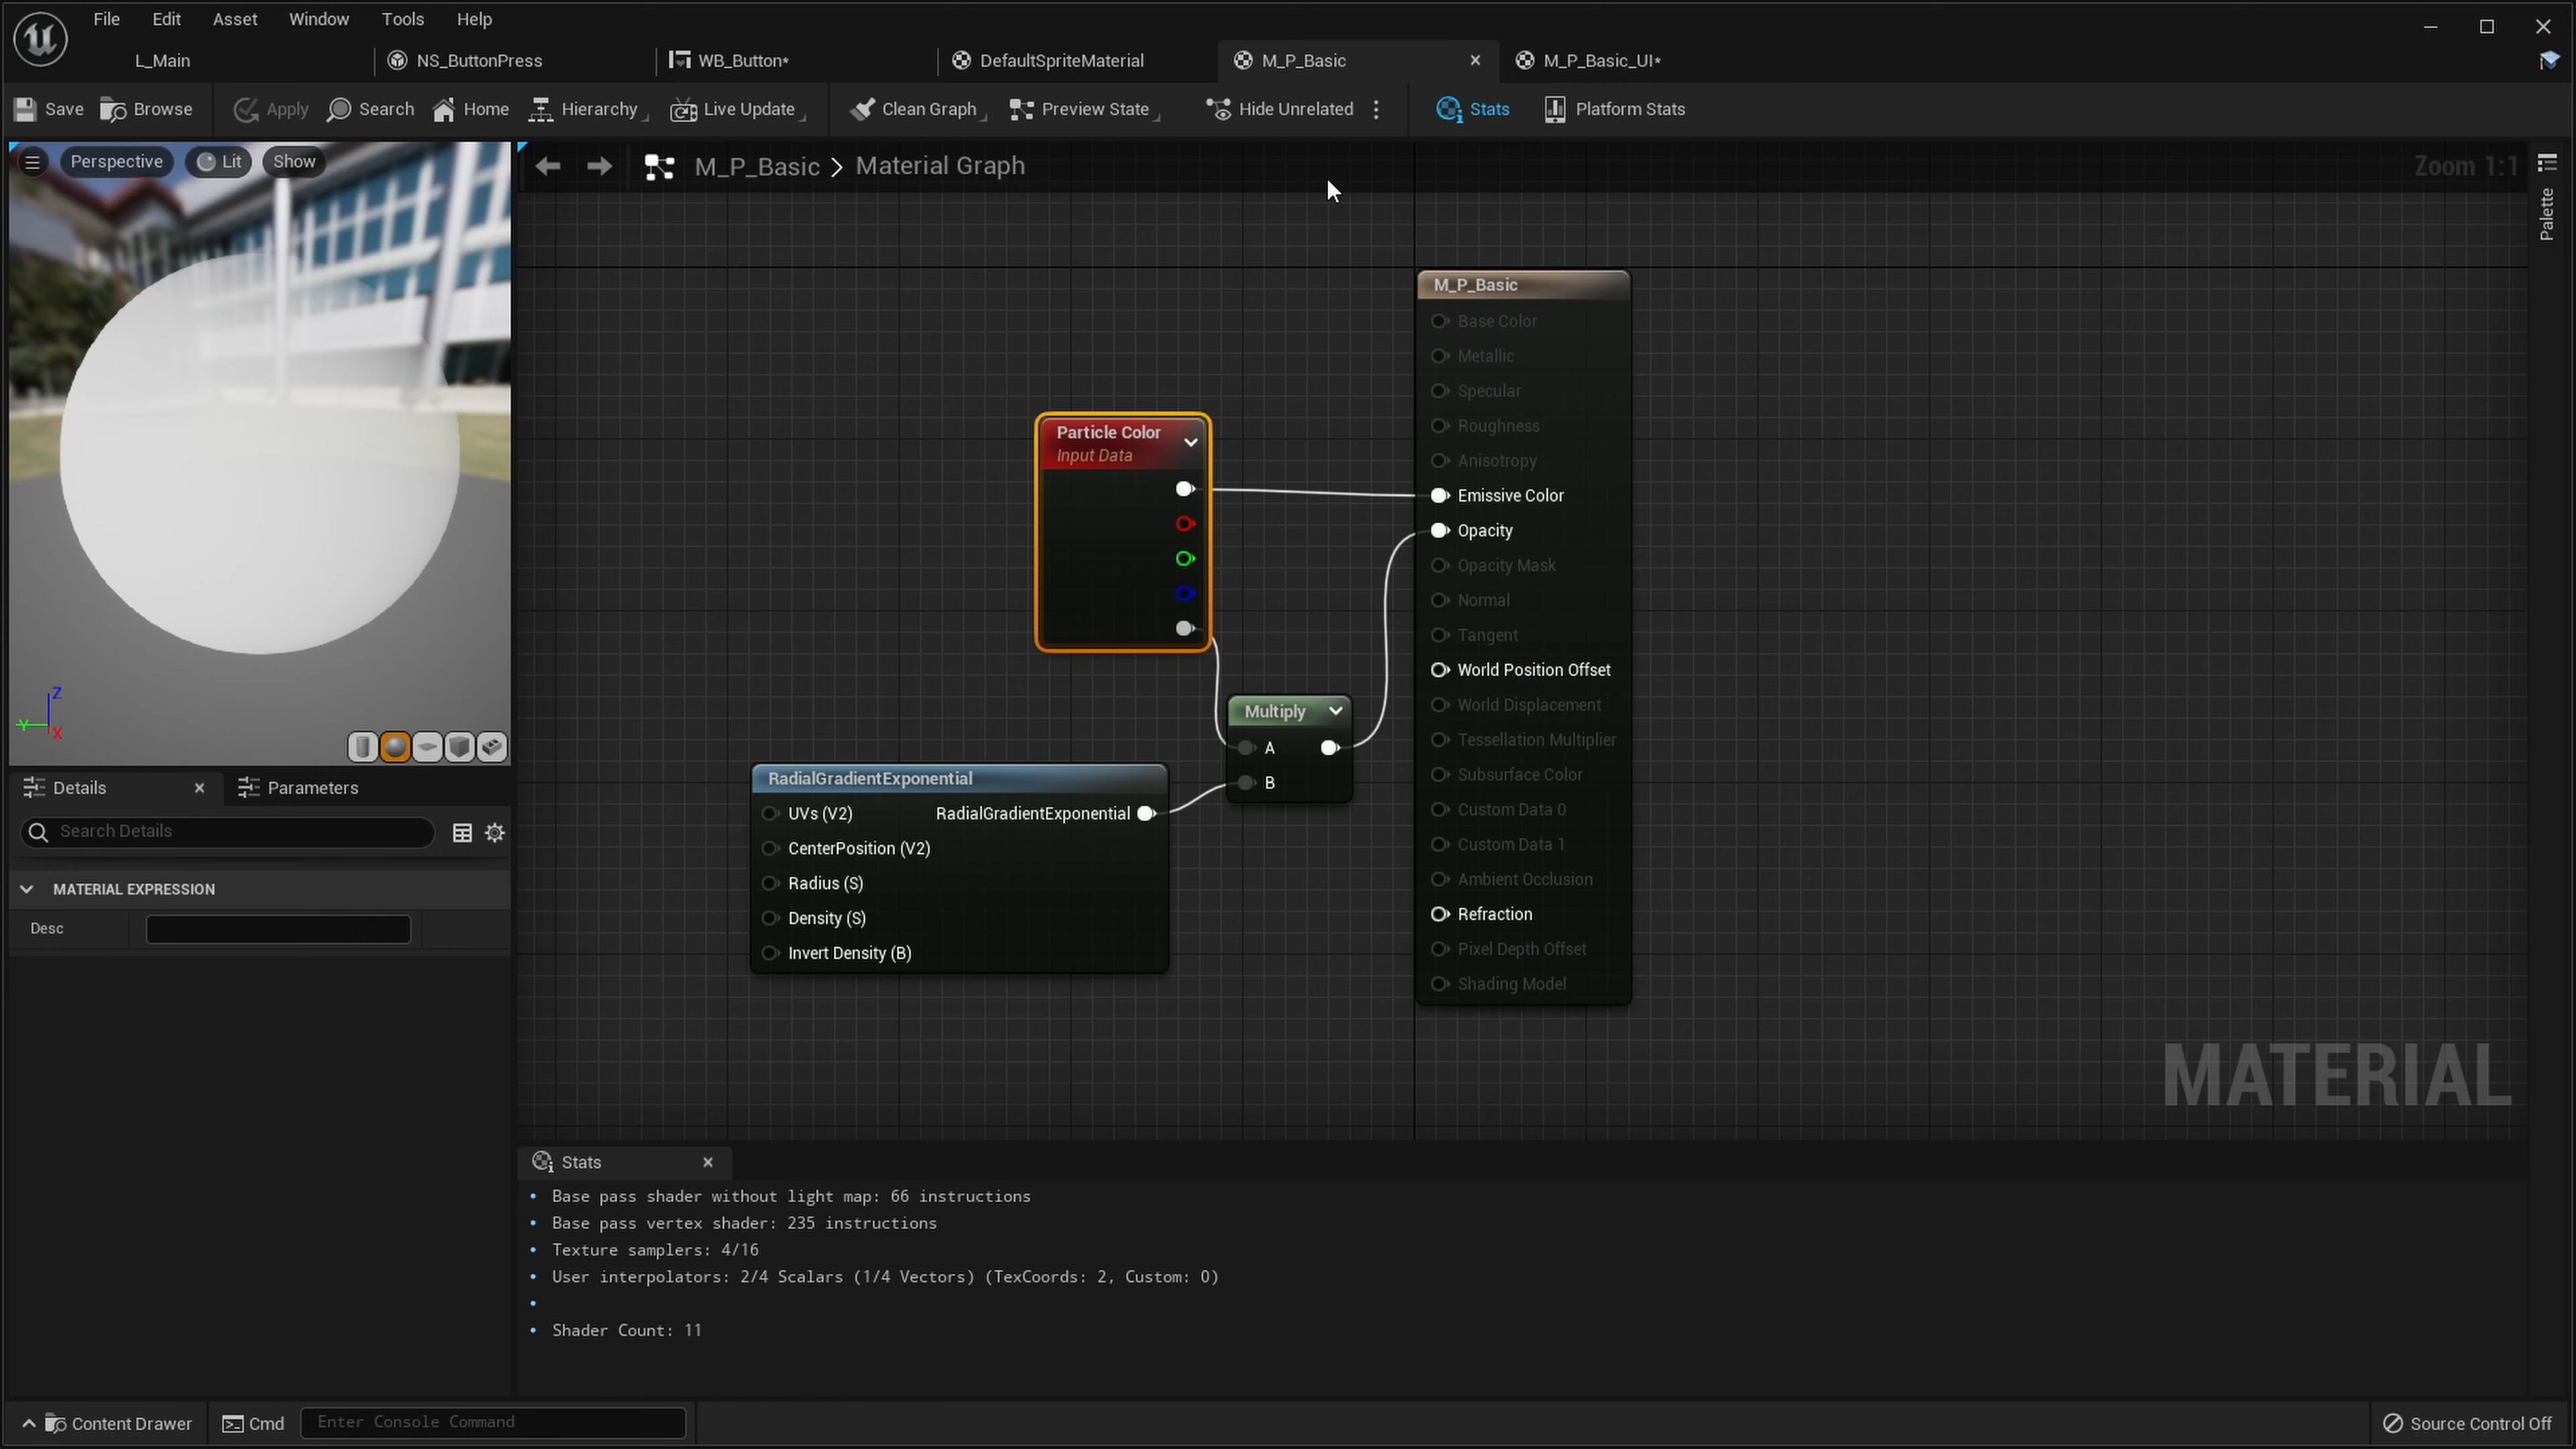 File Edit Asset Window Tools Help
L_Main NS_ButtonPress WB_Button* DefaultSpriteMaterial M_P_Basic M_P_Basic_UI*
Save Browse Apply Search Home Hierarchy Live Update Clean Graph Preview State Hide Unrelated Stats Platform Stats
Perspective Lit Show
M_P_Basic > Material Graph
Zoom 1:1
Palette
M_P_Basic
Base Color
Metallic
Specular
Roughness
Anisotropy
Emissive Color
Opacity
Opacity Mask
Normal
Tangent
World Position Offset
World Displacement
Tessellation Multiplier
Subsurface Color
Custom Data 0
Custom Data 1
Ambient Occlusion
Refraction
Pixel Depth Offset
Shading Model
Particle Color
Input Data
Multiply
A
B
RadialGradientExponential
UVs (V2) RadialGradientExponential
CenterPosition (V2)
Radius (S)
Density (S)
Invert Density (B)
Z
Y
X
Details Parameters
Search Details
MATERIAL EXPRESSION
Desc
MATERIAL
Stats
Base pass shader without light map: 66 instructions
Base pass vertex shader: 235 instructions
Texture samplers: 4/16
User interpolators: 2/4 Scalars (1/4 Vectors) (TexCoords: 2, Custom: 0)
Shader Count: 11
Content Drawer Cmd Enter Console Command Source Control Off